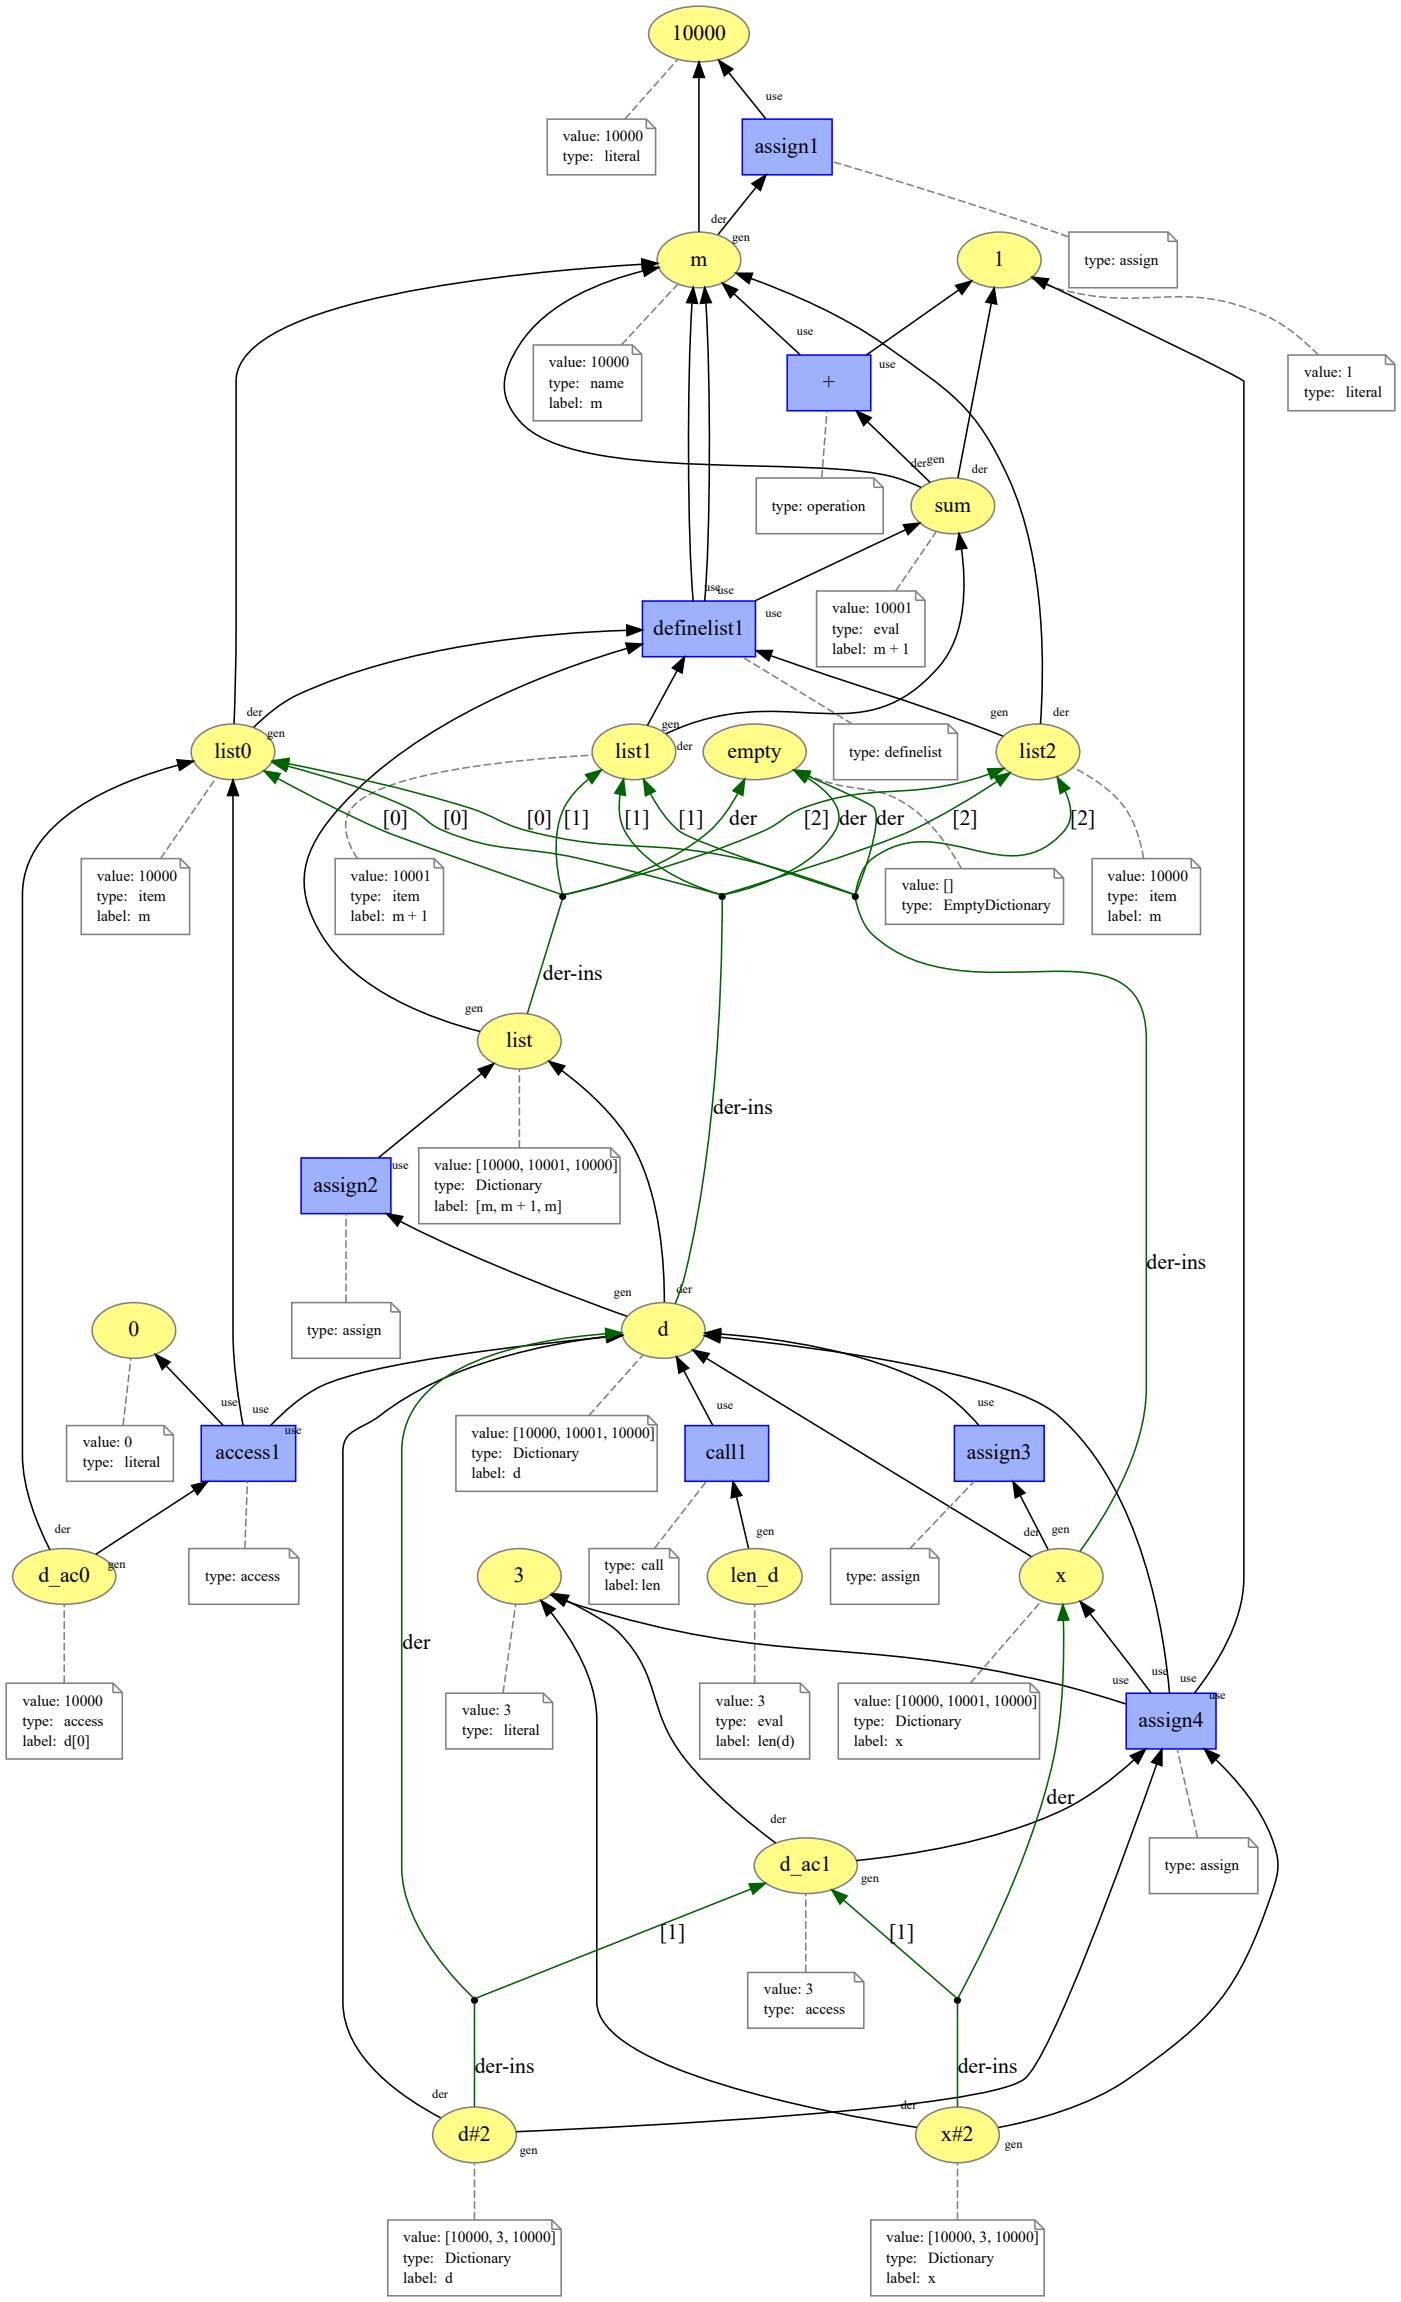 10000
use
value: 10000
type: literal
assign1
der
gen
type: assign
m
1
use
use
value: 10000
type: name
label: m
+
value: 1
type: literal
der
gen
der
type: operation
sum
use
use
use
value: 10001
type: eval
label: m + 1
definelist1
der
gen
gen
der
gen
der
list0
list1
empty
type: definelist
list2
[0]
[0]
[0]
[1]
[1]
[1]
der
[2]
der
der
[2]
[2]
value: 10000
type: item
label: m
value: 10001
type: item
label: m + 1
value: []
type: EmptyDictionary
value: 10000
type: item
label: m
der-ins
gen
list
der-ins
use
value: [10000, 10001, 10000]
type: Dictionary
label: [m, m + 1, m]
assign2
der-ins
gen
der
0
type: assign
d
use
use
use
use
use
value: 0
type: literal
access1
value: [10000, 10001, 10000]
type: Dictionary
label: d
call1
assign3
der
gen
gen
der
gen
d_ac0
type: access
3
type: call
label: len
len_d
type: assign
x
der
use
use
use
use
value: 10000
type: access
label: d[0]
value: 3
type: literal
value: 3
type: eval
label: len(d)
value: [10000, 10001, 10000]
type: Dictionary
label: x
assign4
der
der
d_ac1
gen
type: assign
[1]
[1]
value: 3
type: access
der-ins
der-ins
der
der
d#2
gen
x#2
gen
value: [10000, 3, 10000]
type: Dictionary
label: d
value: [10000, 3, 10000]
type: Dictionary
label: x